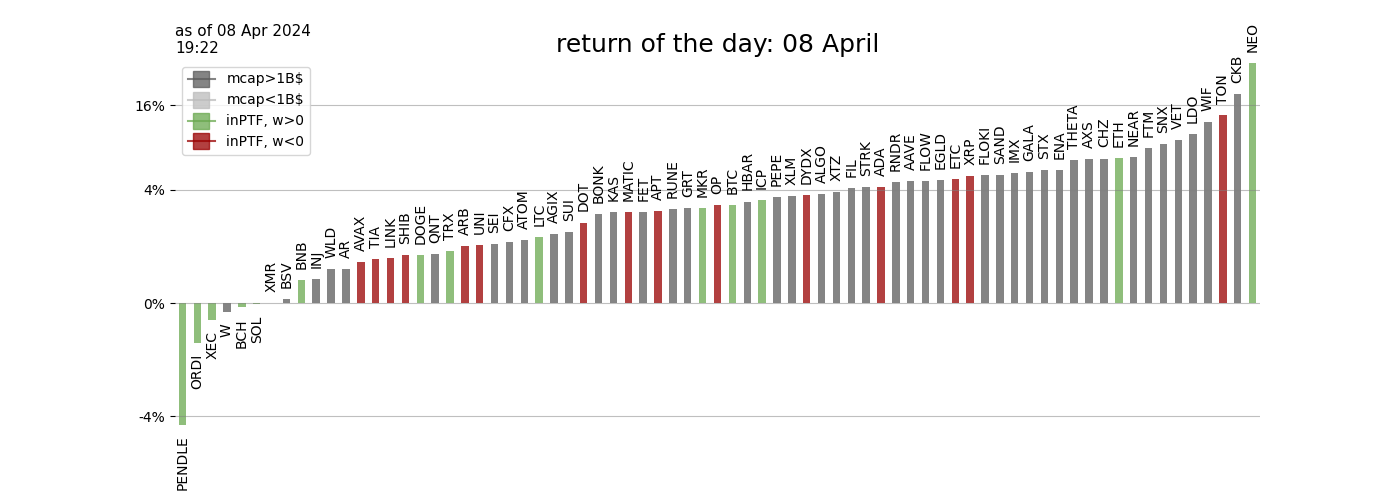 as of 08 Apr 2024
19:22
return of the day: 08 April
mcap>1B$
mcap<1B$
inPTF, w>0
inPTF, w<0
16%
4%
0%
-4%
PENDLE
ORDI
XEC
W
BCH
SOL
XMR
BSV
BNB
INJ
WLD
AR
AVAX
TIA
LINK
SHIB
DOGE
QNT
TRX
ARB
UNI
SEI
CFX
ATOM
LTC
AGIX
SUI
DOT
BONK
KAS
MATIC
FET
APT
RUNE
GRT
MKR
OP
BTC
HBAR
ICP
PEPE
XLM
DYDX
ALGO
XTZ
FIL
STRK
ADA
RNDR
AAVE
FLOW
EGLD
ETC
XRP
FLOKI
SAND
IMX
GALA
STX
ENA
THETA
AXS
CHZ
ETH
NEAR
FTM
SNX
VET
LDO
WIF
TON
CKB
NEO